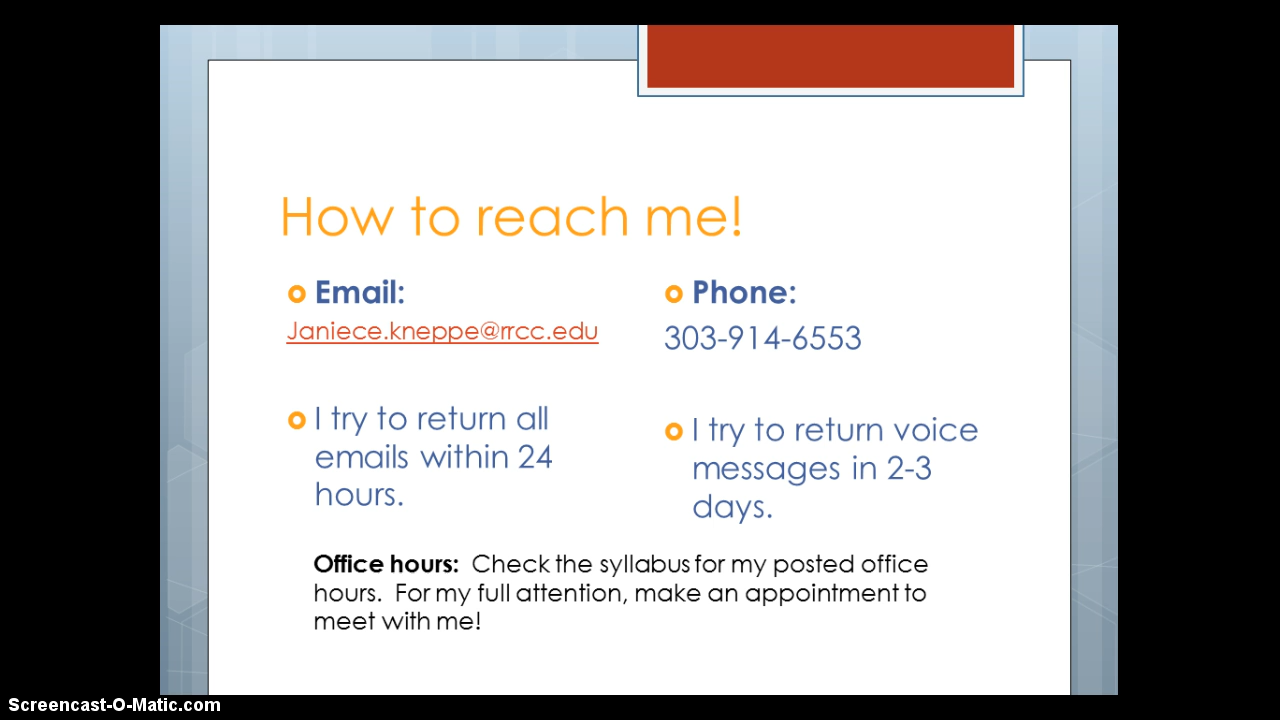 How to reach me!
Email:
Janiece.kneppe@rrcc.edu
I try to return all
emails within 24
hours.
Phone:
303-914-6553
I try to return voice
messages in 2-3
days.
Office hours:  Check the syllabus for my posted office
hours.  For my full attention, make an appointment to
meet with me!
Screencast-O-Matic.com